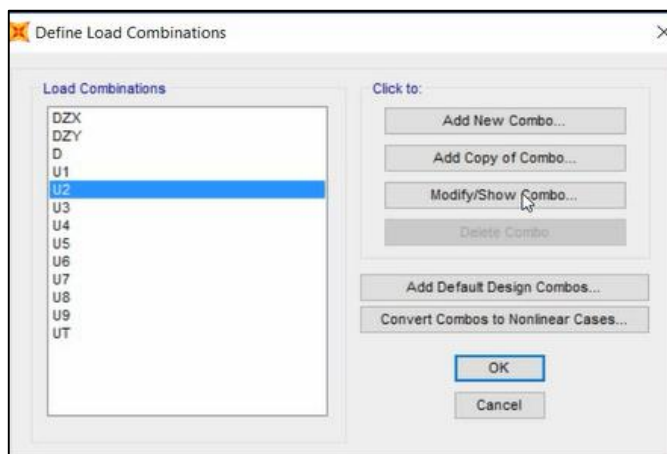 Define Load Combinations
Load Combinations
DZX
DZY
D
U1
U2
U3
U4
U5
U6
U7
U8
U9
UT
Click to:
Add New Combo...
Add Copy of Combo...
Modify/Show Combo...
Delete Combo
Add Default Design Combos...
Convert Combos to Nonlinear Cases...
OK
Cancel